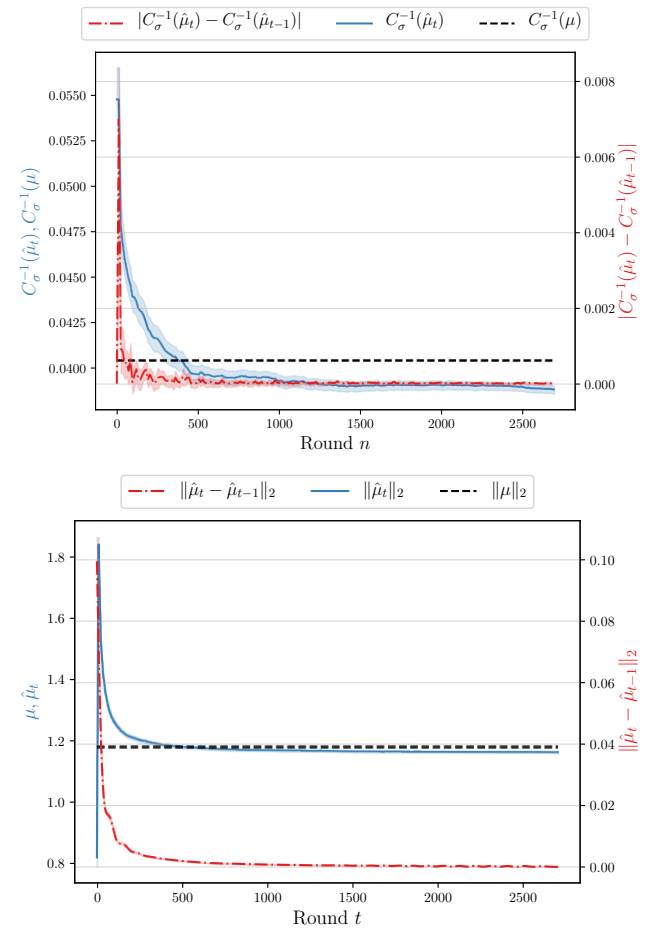 |C_σ^{-1}(μ̂_t) − C_σ^{-1}(μ̂_{t−1})| C_σ^{-1}(μ̂_t) C_σ^{-1}(μ)
C_σ^{-1}(μ̂_t), C_σ^{-1}(μ)
0.0550
0.0525
0.0500
0.0475
0.0450
0.0425
0.0400
0.008
0.006
0.004
0.002
0.000
|C_σ^{-1}(μ̂_t) − C_σ^{-1}(μ̂_{t−1})|
0 500 1000 1500 2000 2500
Round n
‖μ̂_t − μ̂_{t−1}‖_2 ‖μ̂_t‖_2 ‖μ‖_2
μ, μ̂_t
1.8
1.6
1.4
1.2
1.0
0.8
0.10
0.08
0.06
0.04
0.02
0.00
‖μ̂_t − μ̂_{t−1}‖_2
0 500 1000 1500 2000 2500
Round t